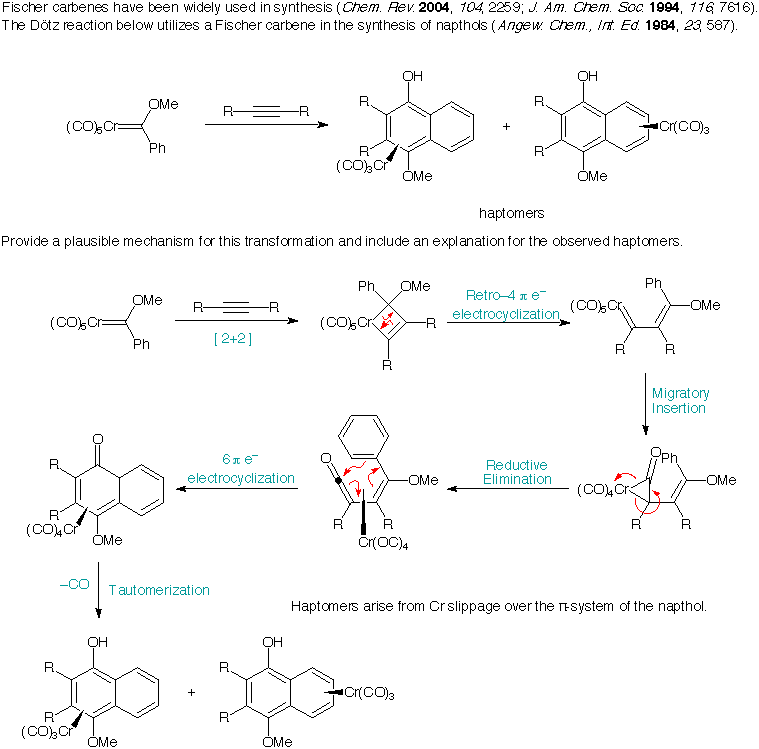 Fischer carbenes have been widely used in synthesis (Chem. Rev. 2004, 104, 2259; J. Am. Chem. Soc. 1994, 116, 7616).
The Dötz reaction below utilizes a Fischer carbene in the synthesis of napthols (Angew. Chem., Int. Ed. 1984, 23, 587).
(CO)5Cr OMe Ph
R R
OH R R (CO)3Cr OMe
+
OH R R Cr(CO)3 OMe
haptomers
Provide a plausible mechanism for this transformation and include an explanation for the observed haptomers.
(CO)5Cr OMe Ph
R R
[2+2]
Ph OMe (CO)5Cr R R
Retro–4 π e–
electrocyclization
(CO)5Cr Ph OMe R R
Migratory
Insertion
O Ph (CO)4Cr OMe R R
Reductive
Elimination
O OMe R R Cr(OC)4
6 π e–
electrocyclization
O R R (CO)4Cr OMe
–CO Tautomerization
Haptomers arise from Cr slippage over the π-system of the napthol.
OH R R (CO)3Cr OMe
+
OH R R Cr(CO)3 OMe